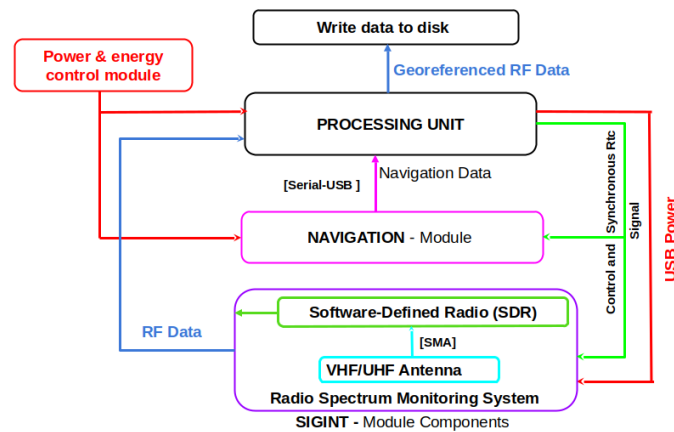 Write data to disk
Power & energy
control module
Georeferenced RF Data
PROCESSING UNIT
[Serial-USB ]
Navigation Data
NAVIGATION - Module
Control and Synchronous Rtc
Signal
USB Power
Software-Defined Radio (SDR)
RF Data
[SMA]
VHF/UHF Antenna
Radio Spectrum Monitoring System
SIGINT - Module Components